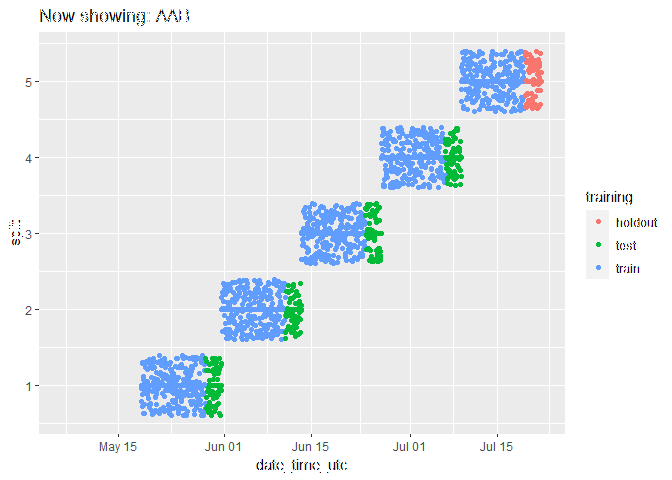 Now showing: AAB
5
4
3
2
1
split
May 15
Jun 01
Jun 15
Jul 01
Jul 15
date_time_utc
training
holdout
test
train